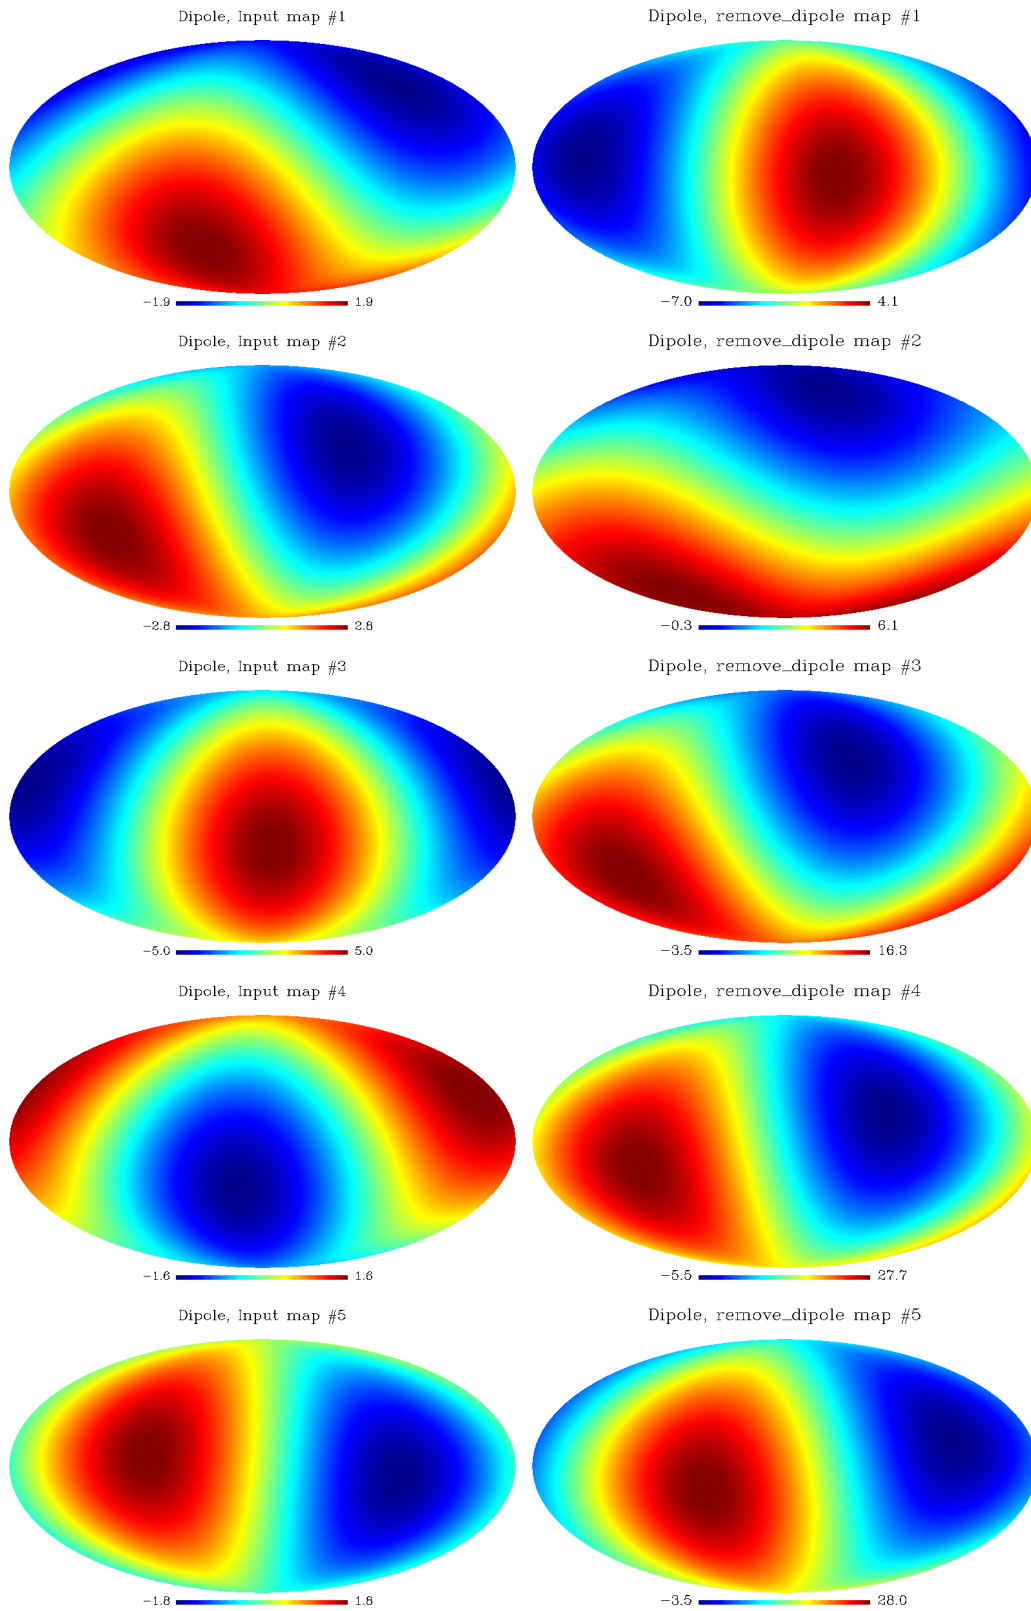 Dipole, Input map #1
Dipole, remove_dipole map #1
−1.9 1.9
−7.0 4.1
Dipole, Input map #2
Dipole, remove_dipole map #2
−2.8 2.8
−0.3 6.1
Dipole, Input map #3
Dipole, remove_dipole map #3
−5.0 5.0
−3.5 16.3
Dipole, Input map #4
Dipole, remove_dipole map #4
−1.6 1.6
−5.5 27.7
Dipole, Input map #5
Dipole, remove_dipole map #5
−1.8 1.8
−3.5 28.0